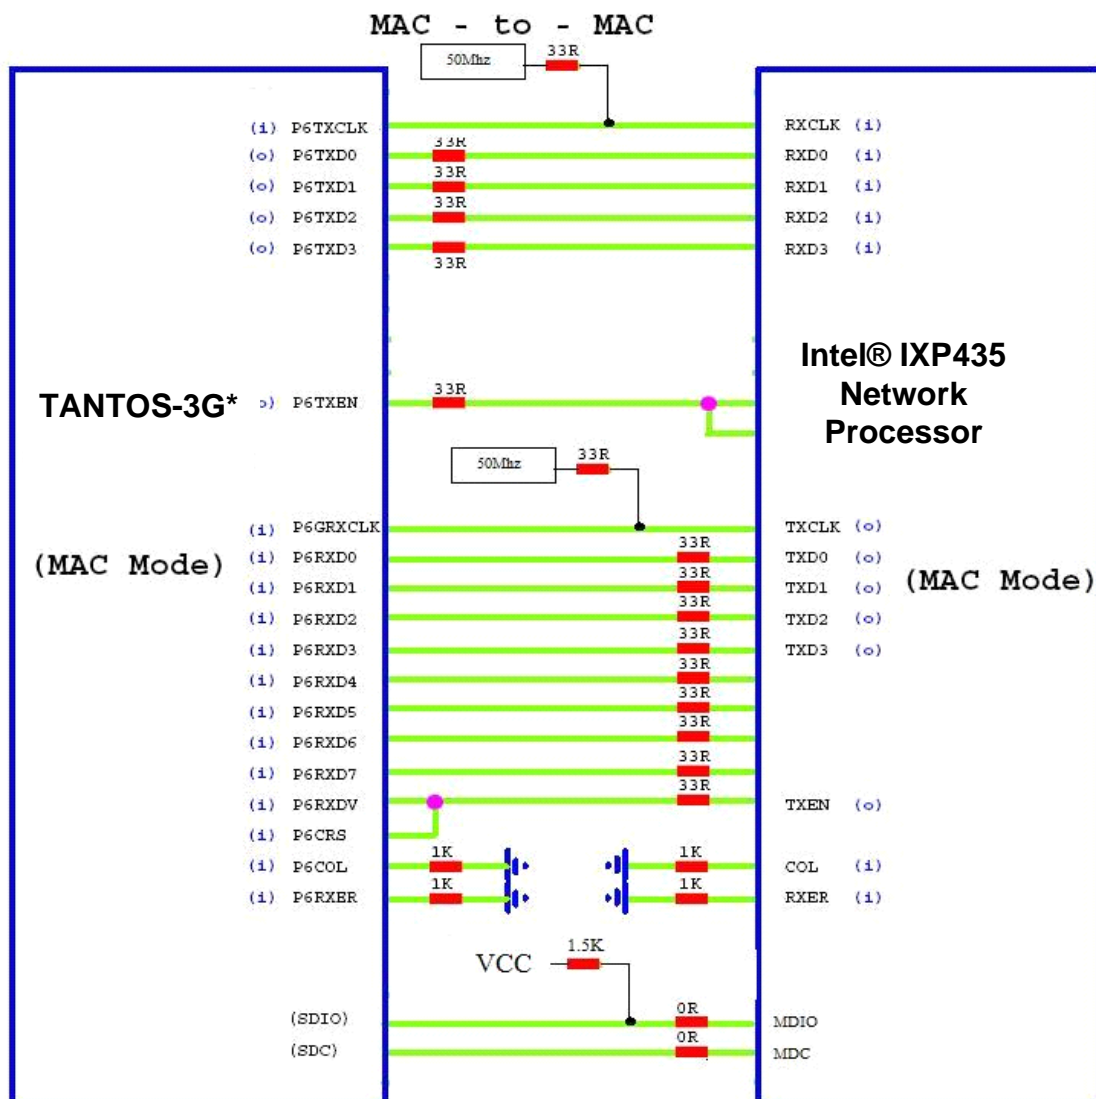 MAC - to - MAC
50Mhz 33R
(i) P6TXCLK RXCLK (i)
33R
(o) P6TXD0 RXD0 (i)
33R
(o) P6TXD1 RXD1 (i)
33R
(o) P6TXD2 RXD2 (i)
(o) P6TXD3 RXD3 (i)
33R
Intel® IXP435
Network
Processor
TANTOS-3G*
33R
o) P6TXEN
50Mhz 33R
(i) P6GRXCLK TXCLK (o)
33R
(i) P6RXD0 TXD0 (o)
(MAC Mode)
33R
(i) P6RXD1 TXD1 (o)
(MAC Mode)
33R
(i) P6RXD2 TXD2 (o)
33R
(i) P6RXD3 TXD3 (o)
33R
(i) P6RXD4
33R
(i) P6RXD5
33R
(i) P6RXD6
33R
(i) P6RXD7
33R
(i) P6RXDV TXEN (o)
(i) P6CRS
1K 1K
(i) P6COL COL (i)
1K 1K
(i) P6RXER RXER (i)
1.5K
VCC
0R
(SDIO) MDIO
0R
(SDC) MDC